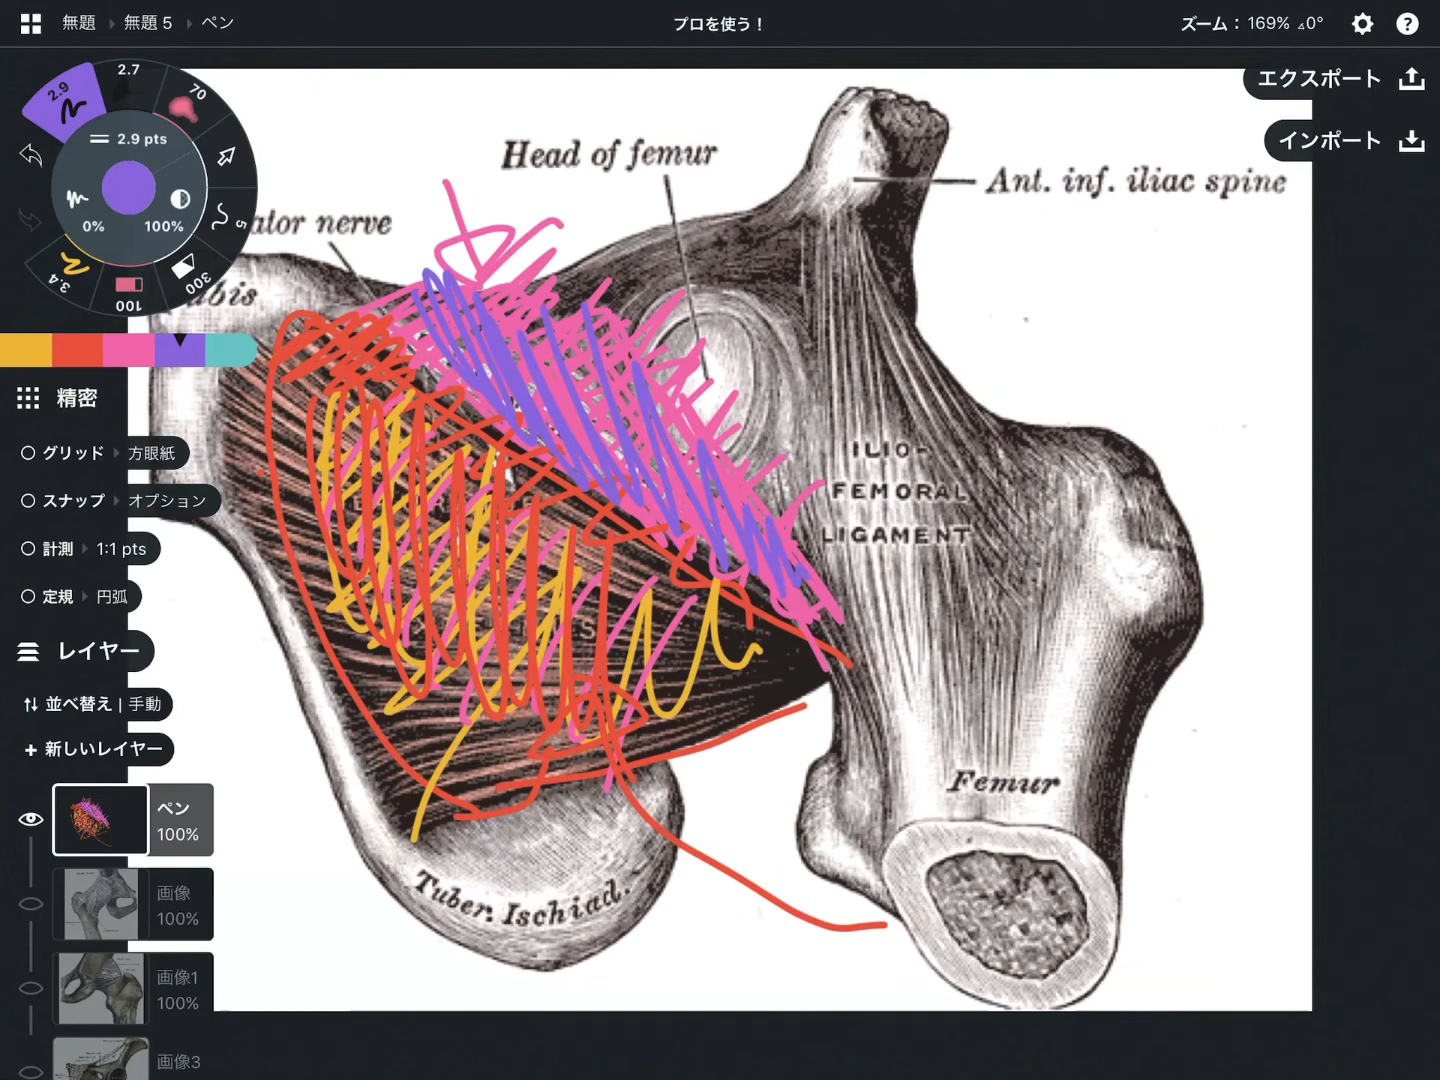 無題 無題 5 ペン
プロを使う！
ズーム： 169% ⊿0°
エクスポート
インポート
2.9
2.7
70
5
300
100
3.4
2.9 pts
0%
100%
Head of femur
Ant. inf. iliac spine
ator nerve
ubis
精密
グリッド 方眼紙
スナップ オプション
計測 1:1 pts
定規 円弧
レイヤー
並べ替え | 手動
+ 新しいレイヤー
ペン
100%
画像
100%
画像1
100%
画像3
ILIO-
FEMORAL
LIGAMENT
Femur
Tuber. Ischiad.